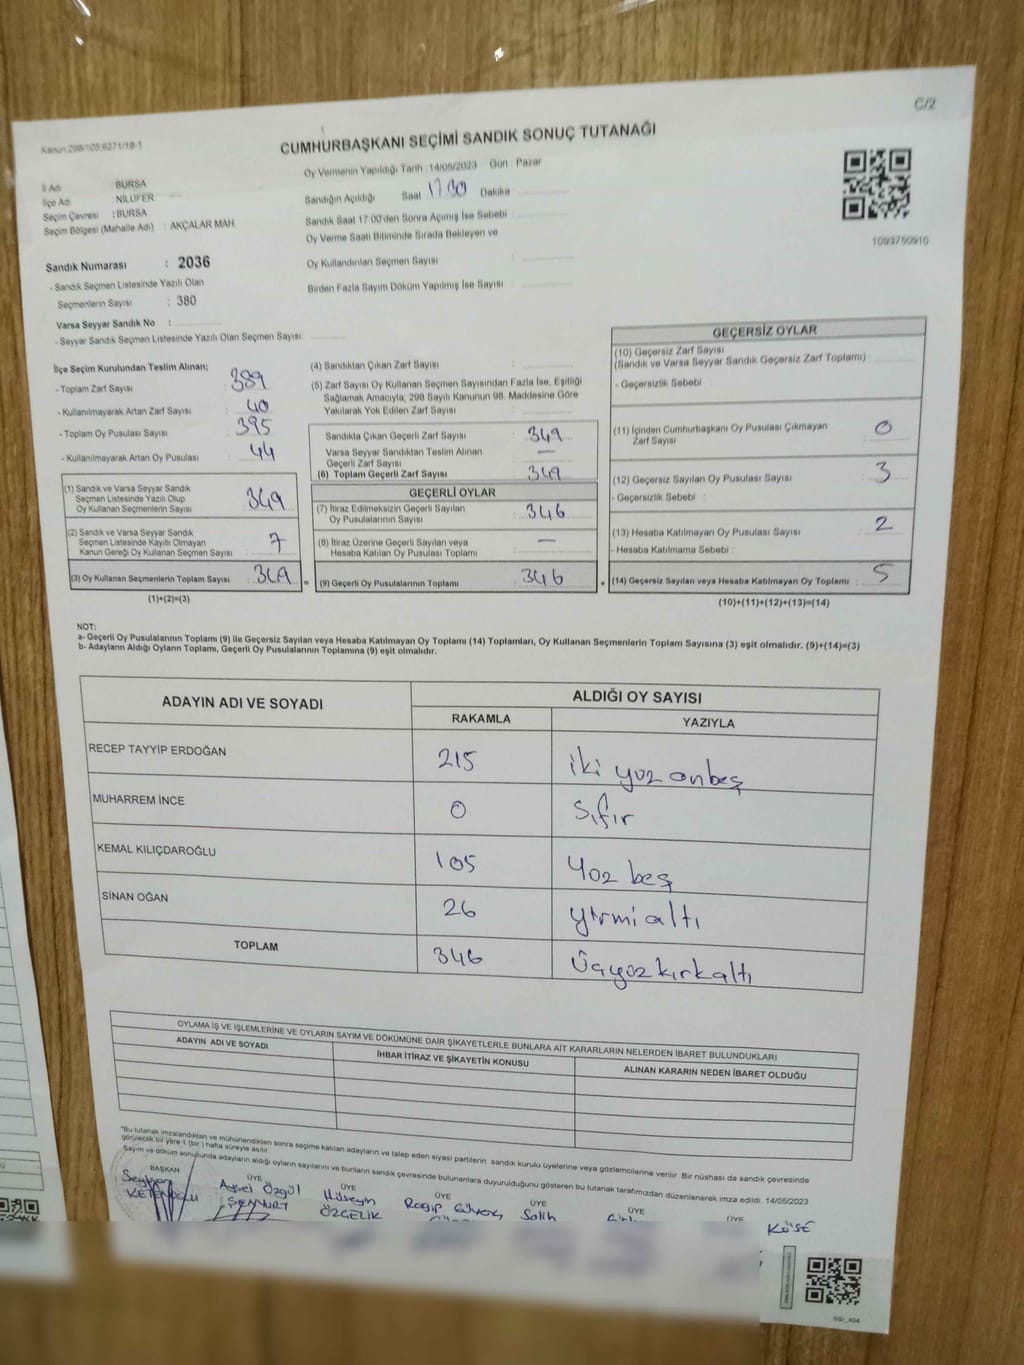 C/2
Kanun:298/105;6271/18-1
CUMHURBAŞKANI SEÇİMİ SANDIK SONUÇ TUTANAĞI
İl Adı : BURSA
İlçe Adı : NİLÜFER
Seçim Çevresi : BURSA
Seçim Bölgesi (Mahalle Adı) : AKÇALAR MAH
Oy Vermenin Yapıldığı Tarih :14/05/2023 Gün : Pazar
Sandığın Açıldığı Saat 17.00 Dakika
Sandık Saat 17:00'den Sonra Açımış İse Sebebi :
Oy Verme Saati Bitiminde Sırada Bekleyen ve
Oy Kullandırılan Seçmen Sayısı :
Birden Fazla Sayım Döküm Yapılmış İse Sayısı :
1093750910
Sandık Numarası : 2036
- Sandık Seçmen Listesinde Yazılı Olan
Seçmenlerin Sayısı : 380
Varsa Seyyar Sandık No :
- Seyyar Sandık Seçmen Listesinde Yazılı Olan Seçmen Sayısı :
İlçe Seçim Kurulundan Teslim Alınan;
- Toplam Zarf Sayısı : 389
- Kullanılmayarak Artan Zarf Sayısı : 40
- Toplam Oy Pusulası Sayısı : 395
- Kullanılmayarak Artan Oy Pusulası : 44
(1) Sandık ve Varsa Seyyar Sandık
Seçmen Listesinde Yazılı Olup
Oy Kullanan Seçmenlerin Sayısı : 349
(2) Sandık ve Varsa Seyyar Sandık
Seçmen Listesinde Kayıtlı Olmayan
Kanun Gereği Oy Kullanan Seçmen Sayısı : 7
(3) Oy Kullanan Seçmenlerin Toplam Sayısı : 349
(1)+(2)=(3)
(4) Sandıktan Çıkan Zarf Sayısı :
(5) Zarf Sayısı Oy Kullanan Seçmen Sayısından Fazla İse, Eşitliği
Sağlamak Amacıyla; 298 Sayılı Kanunun 98. Maddesine Göre
Yakılarak Yok Edilen Zarf Sayısı :
Sandıkta Çıkan Geçerli Zarf Sayısı : 349
Varsa Seyyar Sandıktan Teslim Alınan
Geçerli Zarf Sayısı : —
(6) Toplam Geçerli Zarf Sayısı : 349
GEÇERLİ OYLAR
(7) İtiraz Edilmeksizin Geçerli Sayılan
Oy Pusulalarının Sayısı : 346
(8) İtiraz Üzerine Geçerli Sayılan veya
Hesaba Katılan Oy Pusulası Toplamı : —
= (9) Geçerli Oy Pusulalarının Toplamı : 346
GEÇERSİZ OYLAR
(10) Geçersiz Zarf Sayısı
(Sandık ve Varsa Seyyar Sandık Geçersiz Zarf Toplamı) :
- Geçersizlik Sebebi :
(11) İçinden Cumhurbaşkanı Oy Pusulası Çıkmayan
Zarf Sayısı : 0
(12) Geçersiz Sayılan Oy Pusulası Sayısı : 3
- Geçersizlik Sebebi :
(13) Hesaba Katılmayan Oy Pusulası Sayısı : 2
- Hesaba Katılmama Sebebi :
+ (14) Geçersiz Sayılan veya Hesaba Katılmayan Oy Toplamı : 5
(10)+(11)+(12)+(13)=(14)
NOT:
a- Geçerli Oy Pusulalarının Toplamı (9) ile Geçersiz Sayılan veya Hesaba Katılmayan Oy Toplamı (14) Toplamları, Oy Kullanan Seçmenlerin Toplam Sayısına (3) eşit olmalıdır. (9)+(14)=(3)
b- Adayların Aldığı Oyların Toplamı, Geçerli Oy Pusulalarının Toplamına (9) eşit olmalıdır.
ADAYIN ADI VE SOYADI
ALDIĞI OY SAYISI
RAKAMLA YAZIYLA
RECEP TAYYİP ERDOĞAN 215 iki yüz onbeş
MUHARREM İNCE 0 sıfır
KEMAL KILIÇDAROĞLU 105 yüz beş
SİNAN OĞAN 26 yirmi altı
TOPLAM 346 Üçyüzkırkaltı
OYLAMA İŞ VE İŞLEMLERİNE VE OYLARIN SAYIM VE DÖKÜMÜNE DAİR ŞİKAYETLERLE BUNLARA AİT KARARLARIN NELERDEN İBARET BULUNDUKLARI
ADAYIN ADI VE SOYADI İHBAR İTİRAZ VE ŞİKAYETİN KONUSU ALINAN KARARIN NEDEN İBARET OLDUĞU
*Bu tutanak imzalandıktan ve mühürlendikten sonra seçime katılan adayların ve talep eden siyasi partilerin sandık kurulu üyelerine veya gözlemcilerine verilir. Bir nüshası da sandık çevresinde
görülecek bir yere 1 (bir) hafta süreyle asılır.
Sayım ve döküm sonucunda adayların aldığı oyların sayılarını ve bunların sandık çevresinde bulunanlara duyurulduğunu gösteren bu tutanak tarafımızdan düzenlenerek imza edildi. 14/05/2023
BAŞKAN ÜYE ÜYE ÜYE ÜYE ÜYE ÜYE
Aysel Özgül Hüseyin Ragıp Salih KÖSE
ŞENYURT ÖZÇELİK